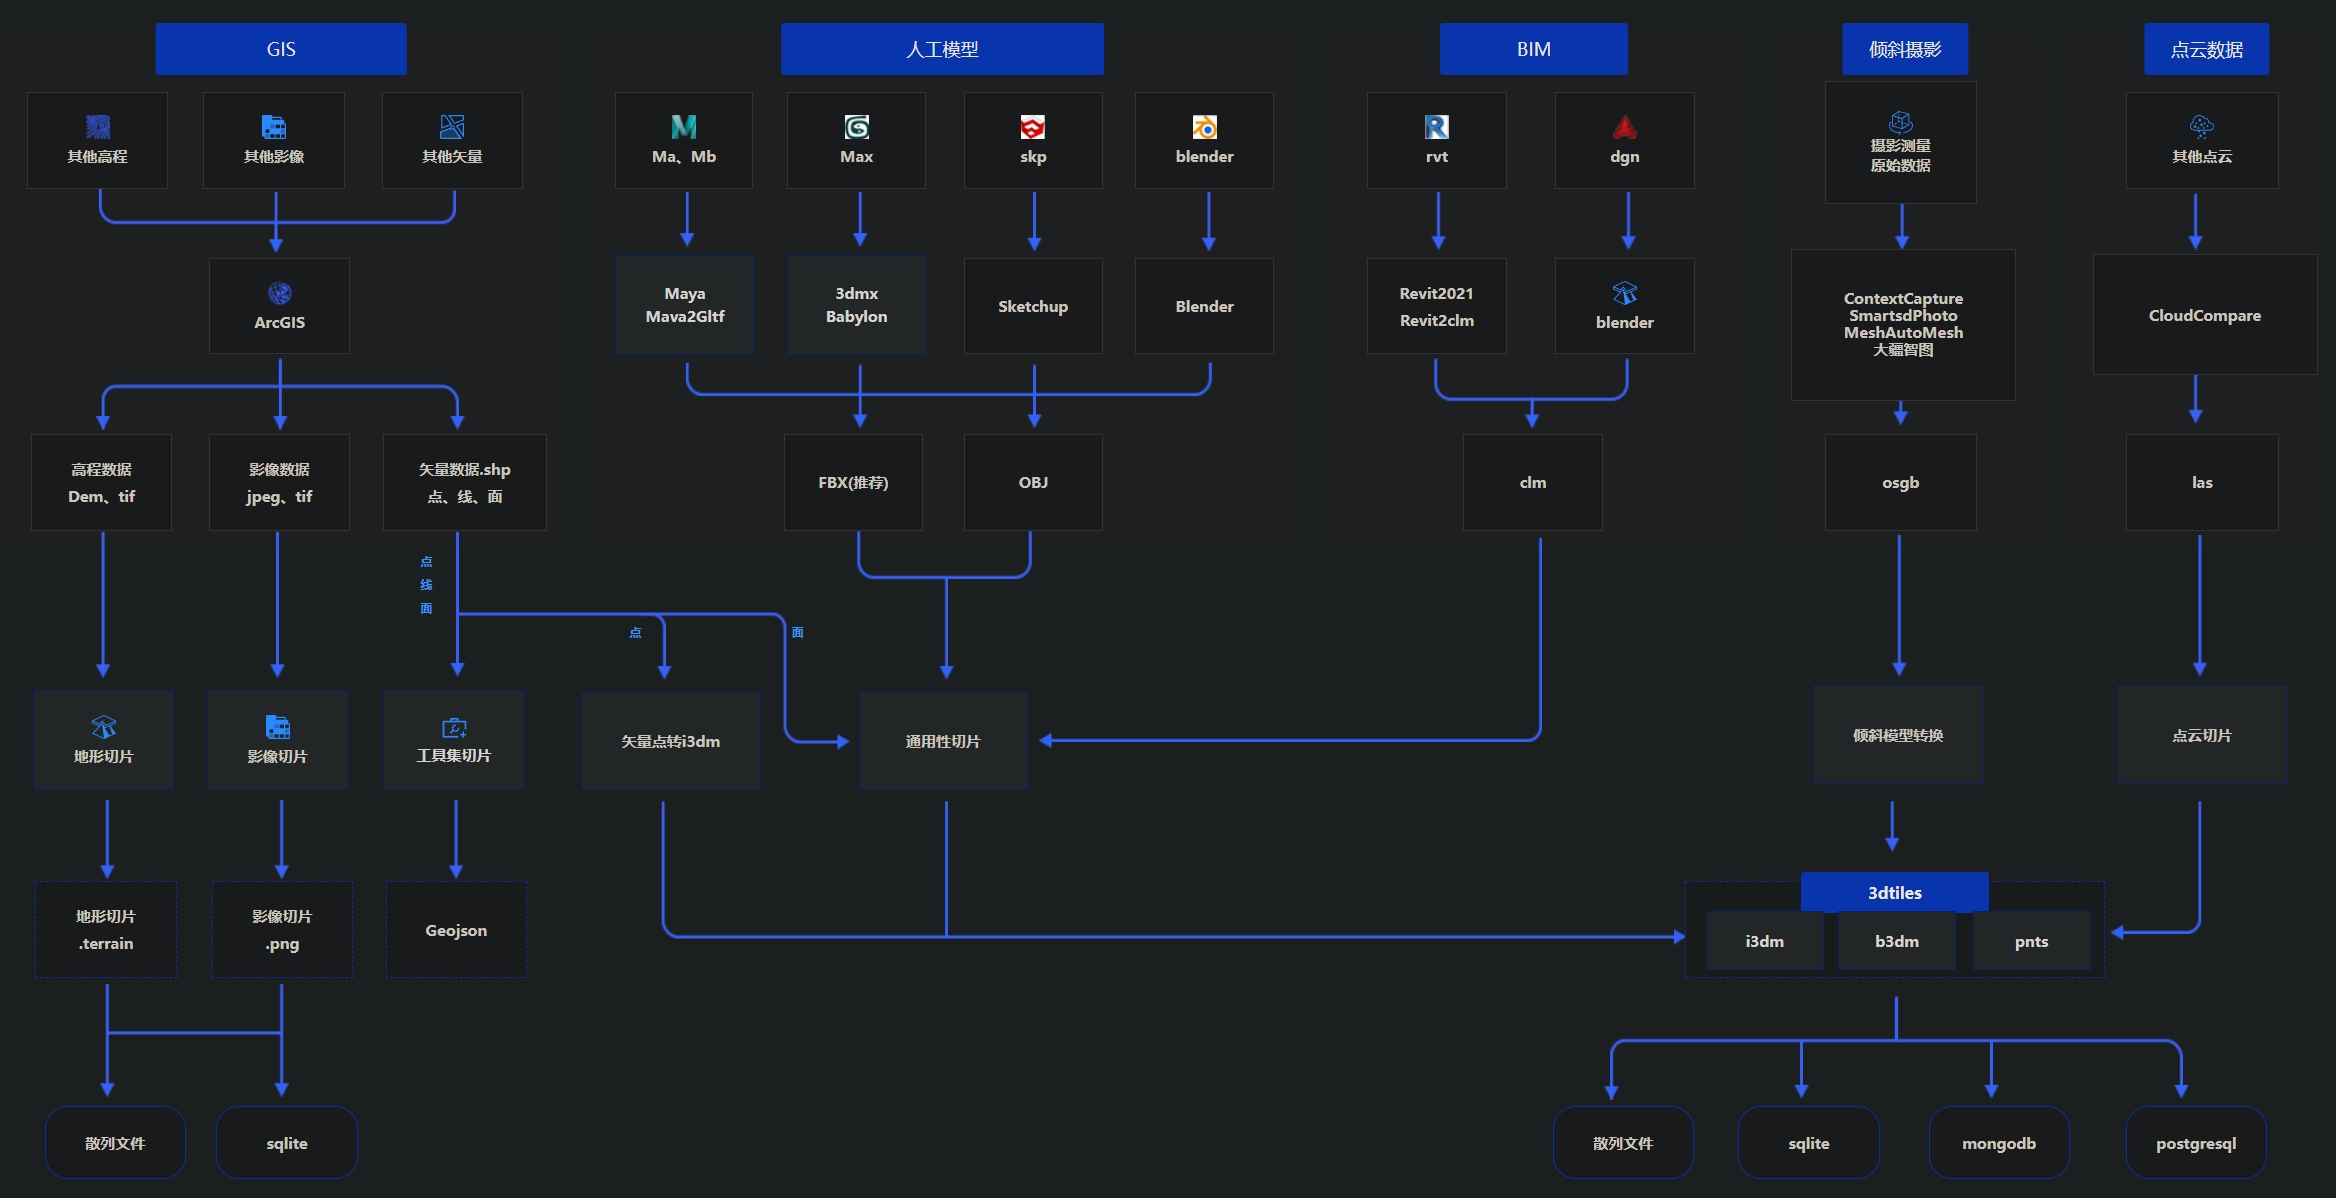 GIS
人工模型
BIM
倾斜摄影
点云数据
其他高程
其他影像
其他矢量
Ma、Mb
Max
skp
blender
rvt
dgn
摄影测量
原始数据
其他点云
ArcGIS
Maya
Mava2Gltf
3dmx
Babylon
Sketchup
Blender
Revit2021
Revit2clm
blender
ContextCapture
SmartsdPhoto
MeshAutoMesh
大疆智图
CloudCompare
高程数据
Dem、tif
影像数据
jpeg、tif
矢量数据.shp
点、线、面
FBX(推荐)
OBJ
clm
osgb
las
点
线
面
点
面
地形切片
影像切片
工具集切片
矢量点转i3dm
通用性切片
倾斜模型转换
点云切片
地形切片
.terrain
影像切片
.png
Geojson
3dtiles
i3dm
b3dm
pnts
散列文件
sqlite
散列文件
sqlite
mongodb
postgresql